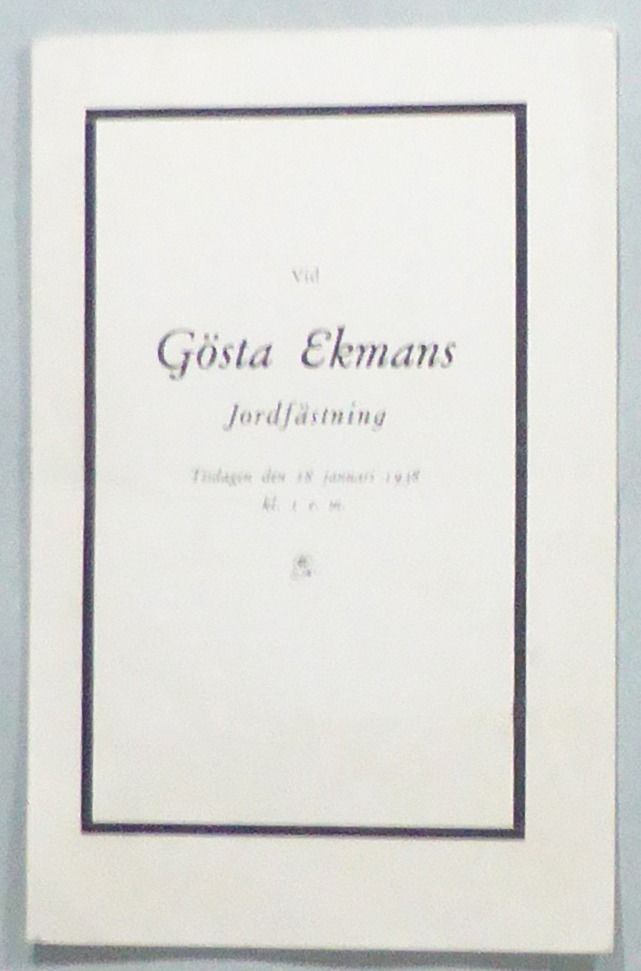 Vid
Gösta Ekmans
Jordfästning
Tisdagen den 18 januari 1938
kl. 1 e. m.